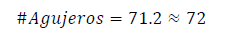 #Agujeros = 71.2 ≈ 72